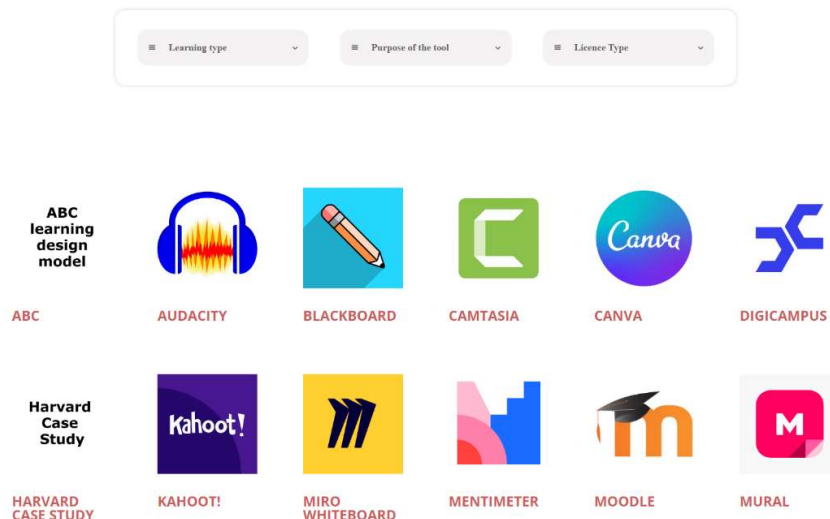 Learning type
Purpose of the tool
Licence Type
ABC
learning
design
model
Canva
ABC
AUDACITY
BLACKBOARD
CAMTASIA
CANVA
DIGICAMPUS
Harvard
Case
Study
Kahoot!
m
M
HARVARD
CASE STUDY
KAHOOT!
MIRO
WHITEBOARD
MENTIMETER
MOODLE
MURAL